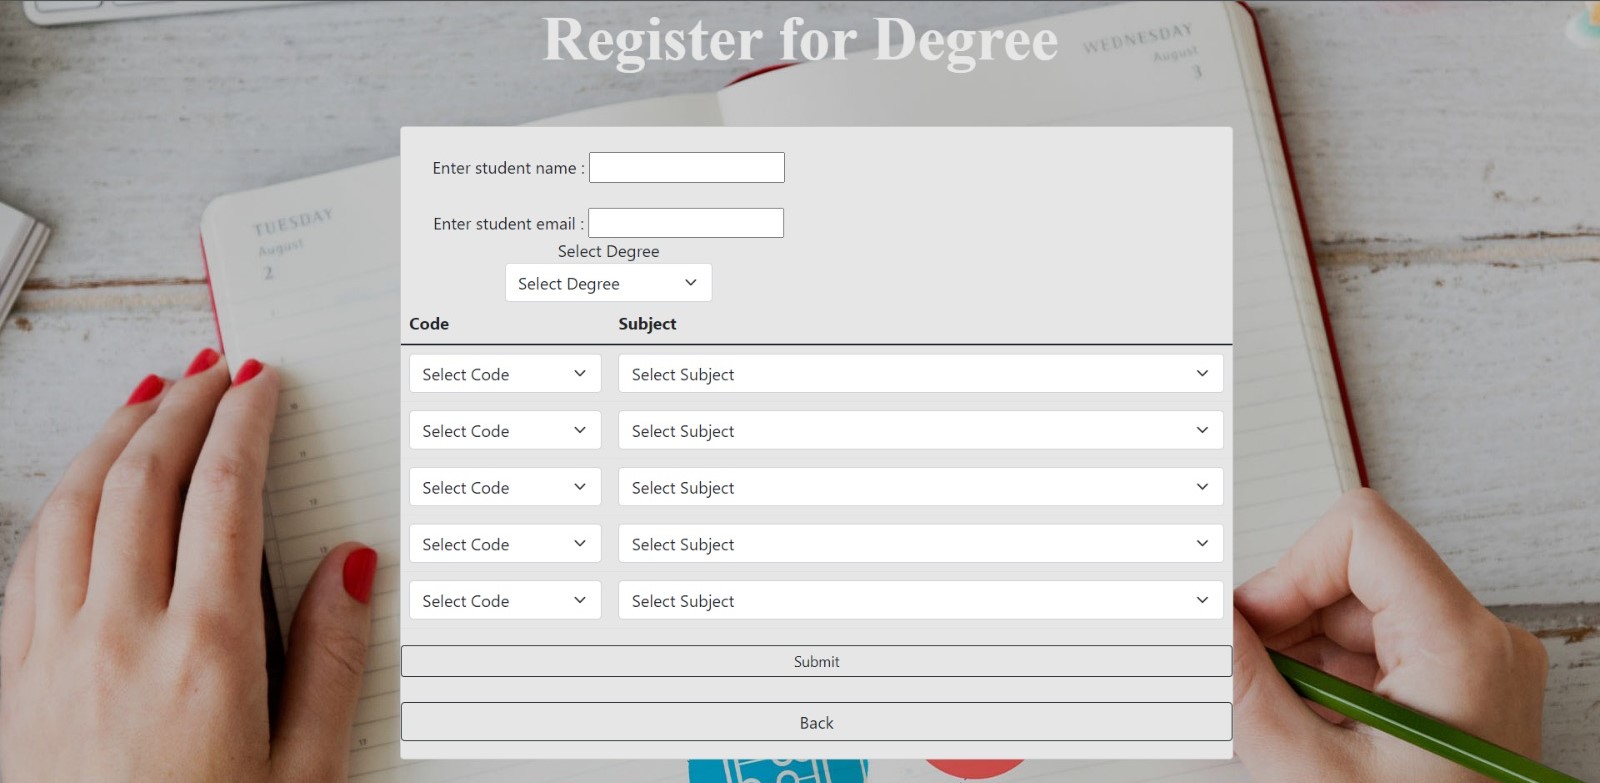 Register for Degree
WEDNESDAY
August
3
TUESDAY
August
2
Enter student name :
Enter student email :
Select Degree
Select Degree
Code Subject
Select Code Select Subject
Select Code Select Subject
Select Code Select Subject
Select Code Select Subject
Select Code Select Subject
Submit
Back